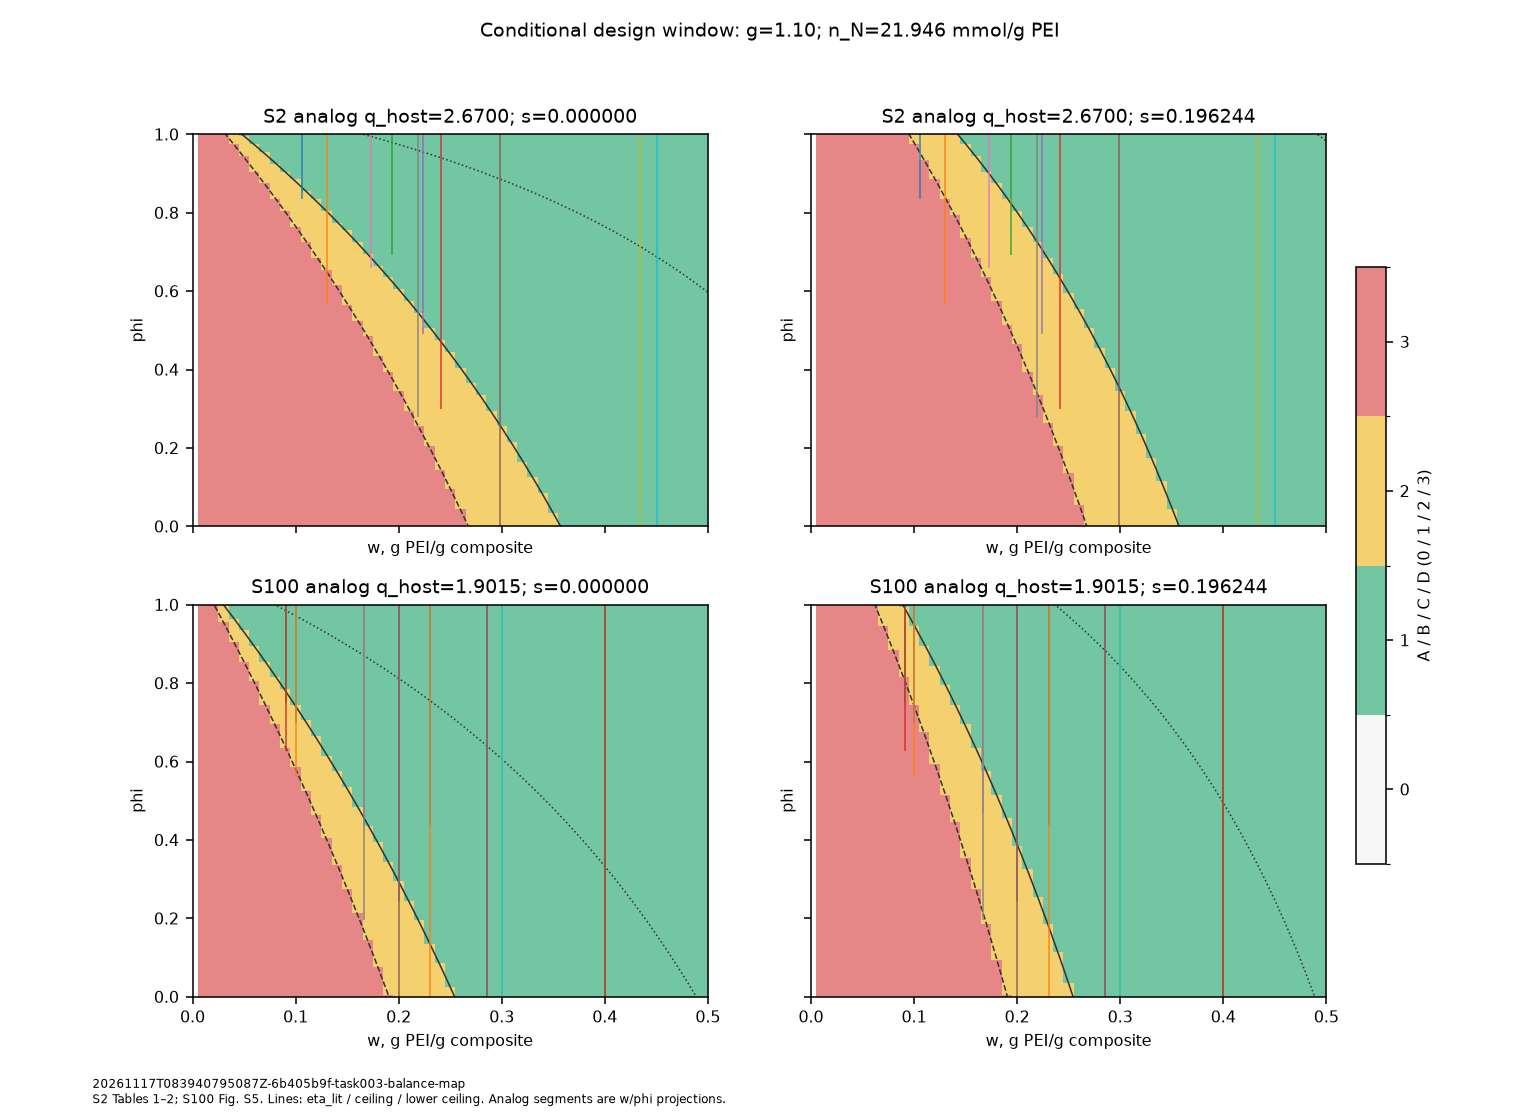 Conditional design window: g=1.10; n_N=21.946 mmol/g PEI
S2 analog q_host=2.6700; s=0.000000
S2 analog q_host=2.6700; s=0.196244
1.0
0.8
0.6
0.4
0.2
0.0
phi
phi
w, g PEI/g composite
w, g PEI/g composite
S100 analog q_host=1.9015; s=0.000000
S100 analog q_host=1.9015; s=0.196244
1.0
0.8
0.6
0.4
0.2
0.0
phi
phi
0.0 0.1 0.2 0.3 0.4 0.5
0.0 0.1 0.2 0.3 0.4 0.5
w, g PEI/g composite
w, g PEI/g composite
3
2
1
0
A / B / C / D (0 / 1 / 2 / 3)
20261117T083940795087Z-6b405b9f-task003-balance-map
S2 Tables 1–2; S100 Fig. S5. Lines: eta_lit / ceiling / lower ceiling. Analog segments are w/phi projections.